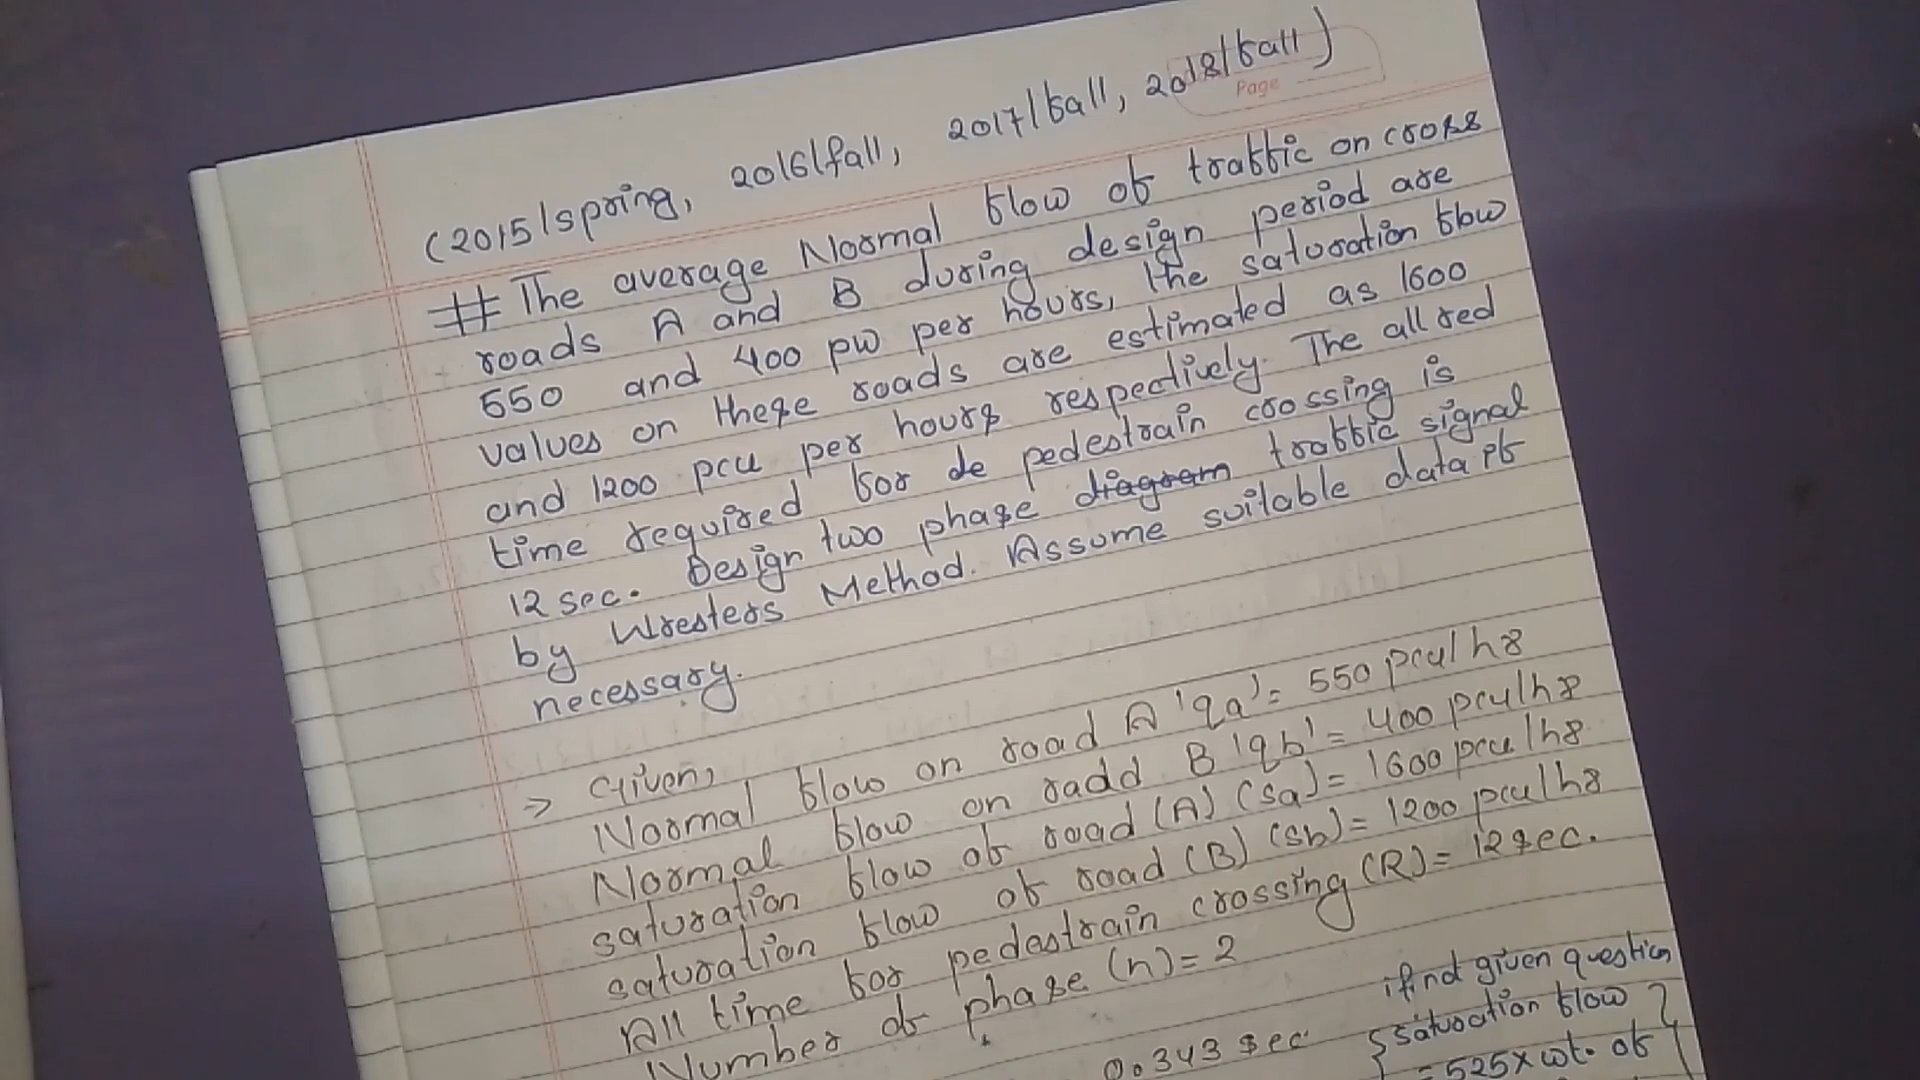 (2015/spring, 2016/fall, 2017/fall, 2018/fall)
Page
# The average Normal flow of traffic on cross
roads A and B during design period are
550 and 400 pw per hours, the saturation flow
values on these roads are estimated as 1600
and 1200 pcu per hours respectively. The all red
time required for de pedestrain crossing is
12 sec. Design two phase diagram traffic signal
by Wresters Method. Assume suitable data if
necessary.
→ Given,
Normal flow on road A 'qa' = 550 pcu/hr
Normal flow on radd B 'qb' = 400 pcu/hr
saturation flow of road (A) (sa) = 1600 pcu/hr
saturation flow of road (B) (sb) = 1200 pcu/hr
All time for pedestrain crossing (R) = 12 sec.
Number of phase (n) = 2
0.343 sec
if nd given question
{saturation flow}
= 525 x wt. of